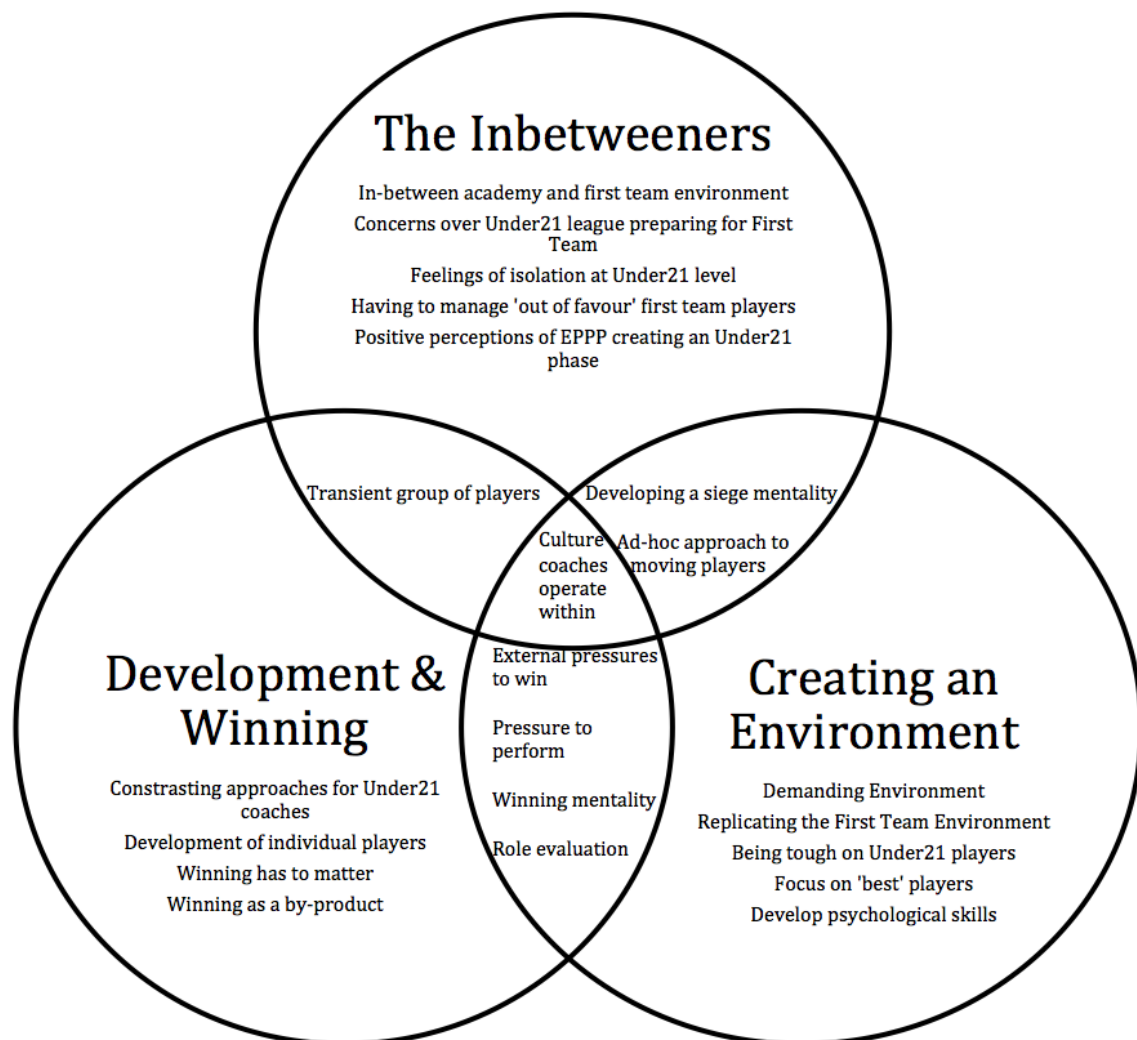 The Inbetweeners
In-between academy and first team environment
Concerns over Under21 league preparing for First
Team
Feelings of isolation at Under21 level
Having to manage 'out of favour' first team players
Positive perceptions of EPPP creating an Under21
phase
Transient group of players
Developing a siege mentality
Culture
coaches
operate
within
Ad-hoc approach to
moving players
Development &
Winning
Constrasting approaches for Under21
coaches
Development of individual players
Winning has to matter
Winning as a by-product
External pressures
to win
Pressure to
perform
Winning mentality
Role evaluation
Creating an
Environment
Demanding Environment
Replicating the First Team Environment
Being tough on Under21 players
Focus on 'best' players
Develop psychological skills